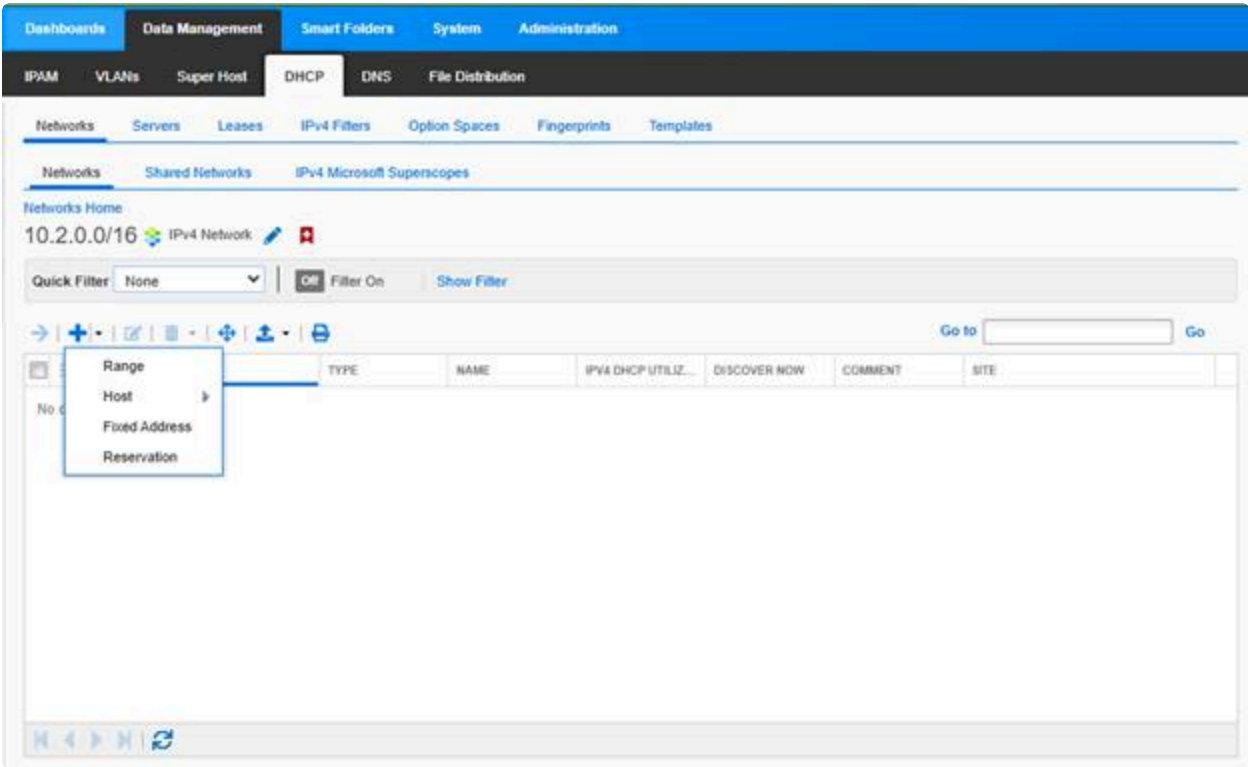 Dashboards Data Management Smart Folders System Administration
IPAM VLANs Super Host DHCP DNS File Distribution
Networks Servers Leases IPv4 Filters Option Spaces Fingerprints Templates
Networks Shared Networks IPv4 Microsoft Superscopes
Networks Home
10.2.0.0/16 IPv4 Network
Quick Filter None Off Filter On Show Filter
Go to Go
TYPE NAME IPV4 DHCP UTILIZ... DISCOVER NOW COMMENT SITE
Range
Host
No
Fixed Address
Reservation